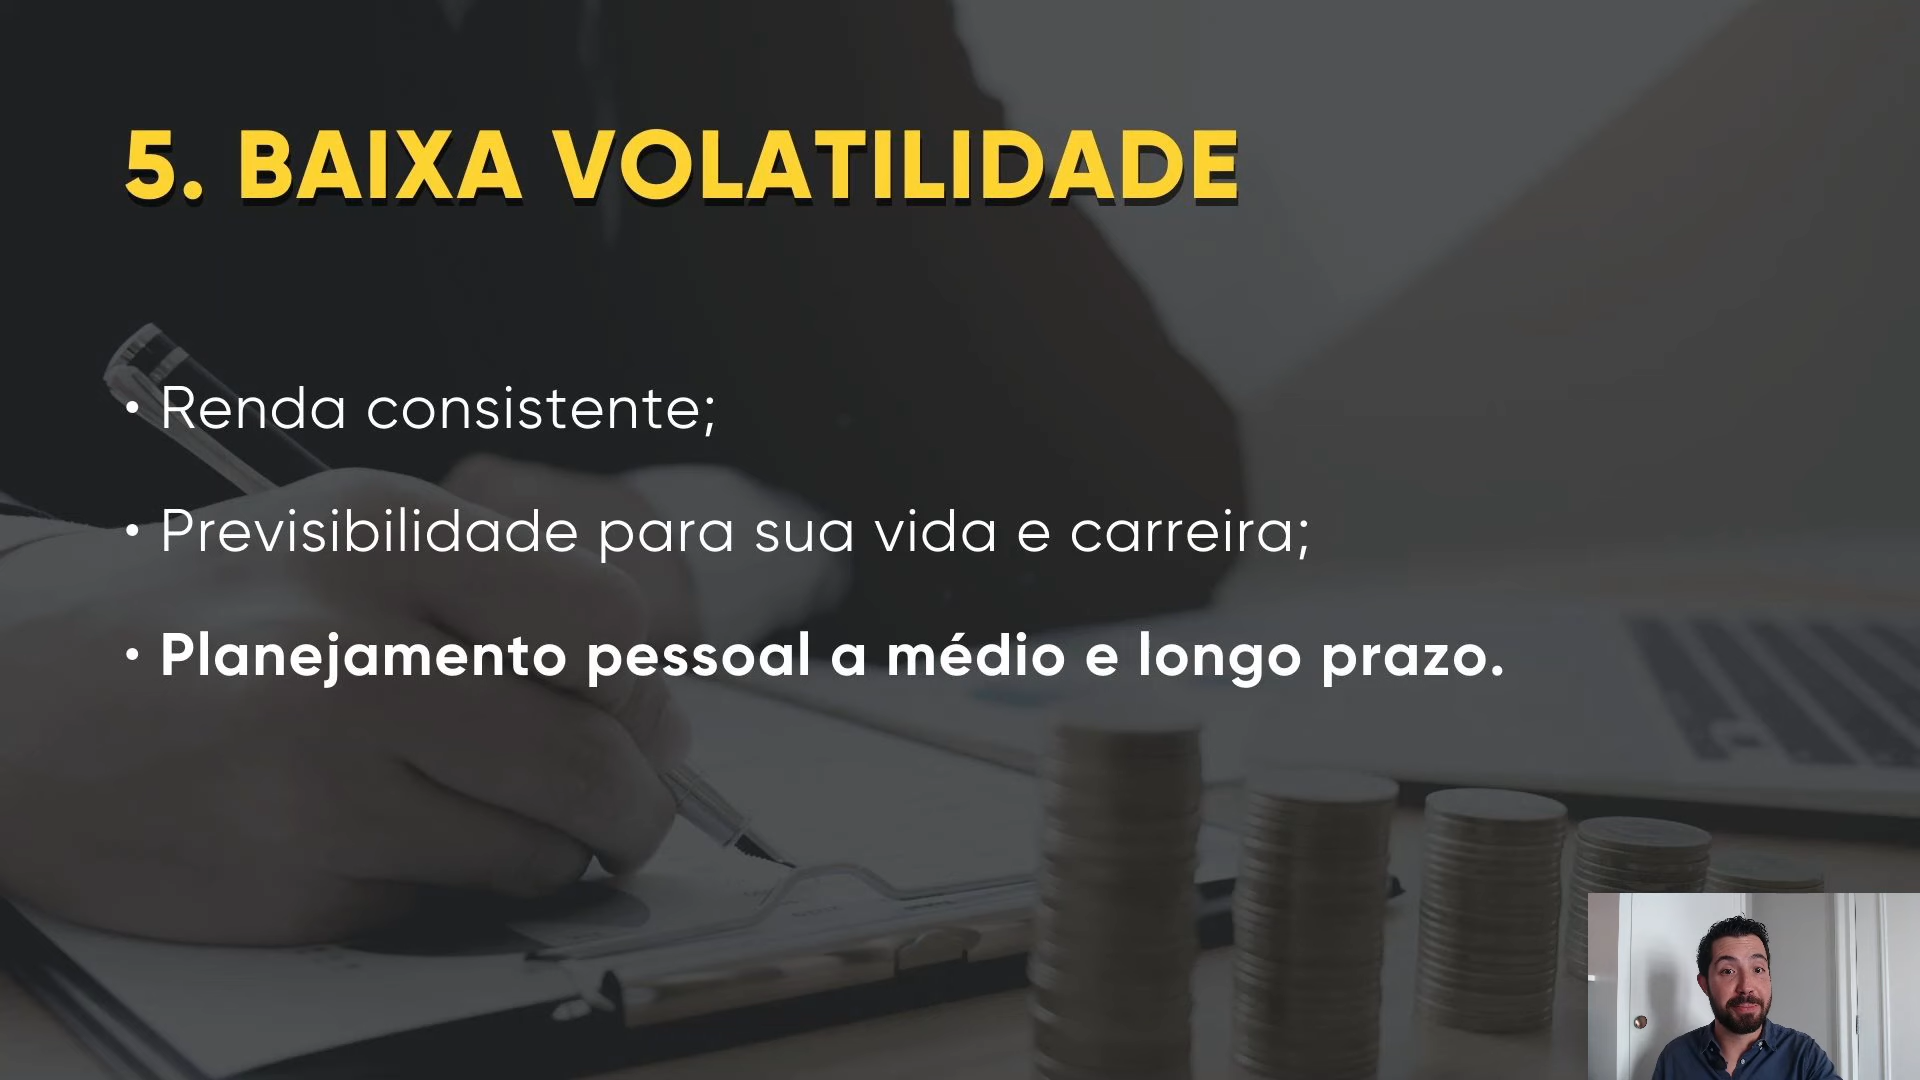 5. BAIXA VOLATILIDADE
• Renda consistente;
• Previsibilidade para sua vida e carreira;
• Planejamento pessoal a médio e longo prazo.